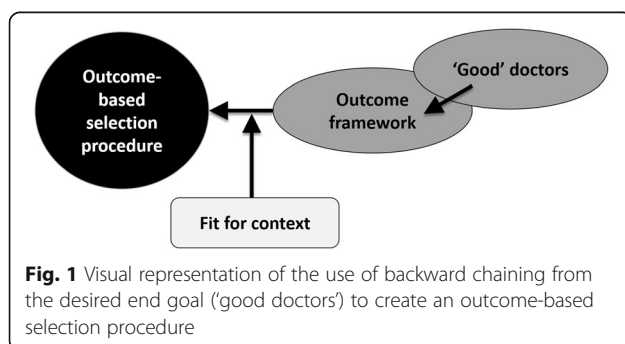 Outcome-
based
selection
procedure
Outcome
framework
‘Good’ doctors
Fit for context
Fig. 1 Visual representation of the use of backward chaining from
the desired end goal (‘good doctors’) to create an outcome-based
selection procedure